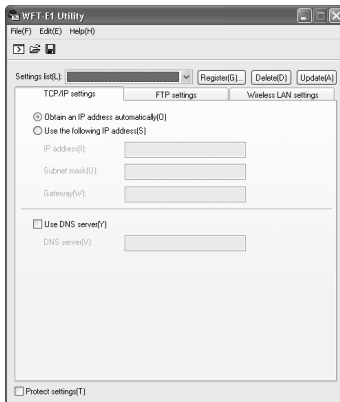 WFT-E1 Utility
File(F) Edit(E) Help(H)
Settings list(L): Register(G)... Delete(D) Update(A)
TCP/IP settings FTP settings Wireless LAN settings
Obtain an IP address automatically(O)
Use the following IP address(S)
IP address(I):
Subnet mask(U):
Gateway(W):
Use DNS server(Y)
DNS server(V):
Protect settings(T)